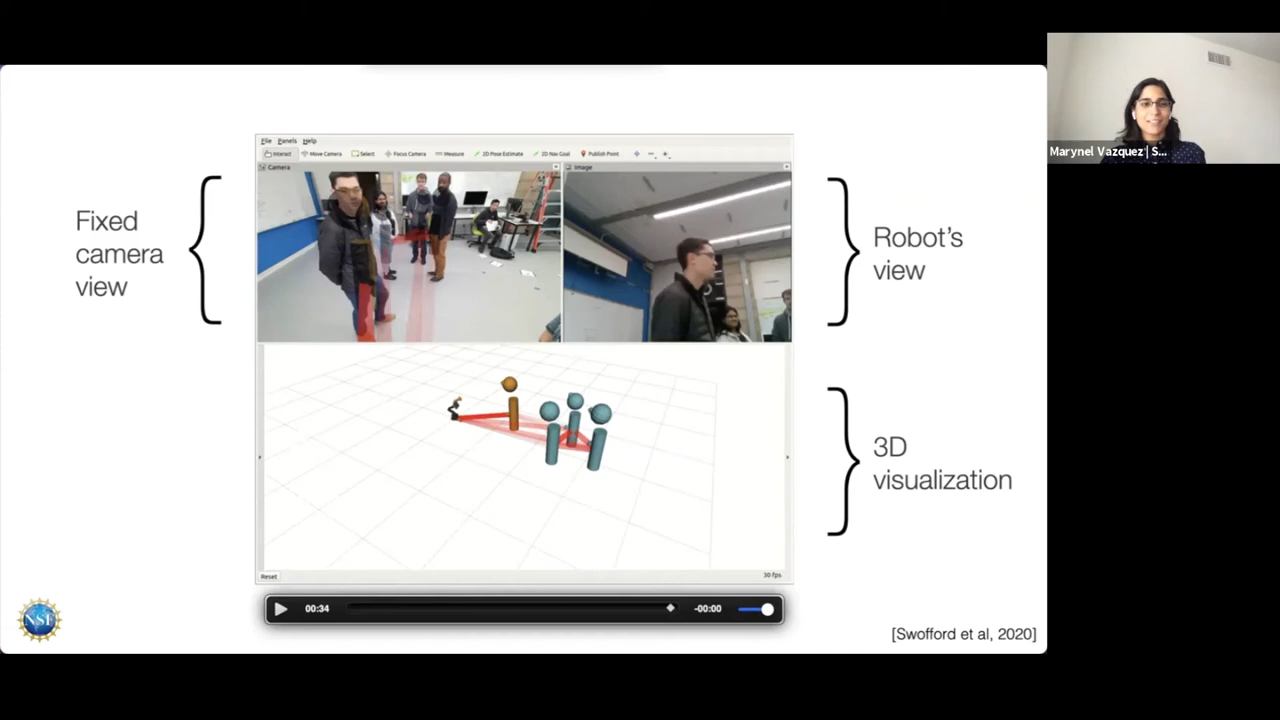 Marynel Vazquez | S...
File Panels Help
Interact Move Camera Select Focus Camera Measure 2D Pose Estimate 2D Nav Goal Publish Point
Camera
Image
Fixed
camera
view
Robot's
view
3D
visualization
Reset
30 fps
00:34
-00:00
NSF
[Swofford et al, 2020]